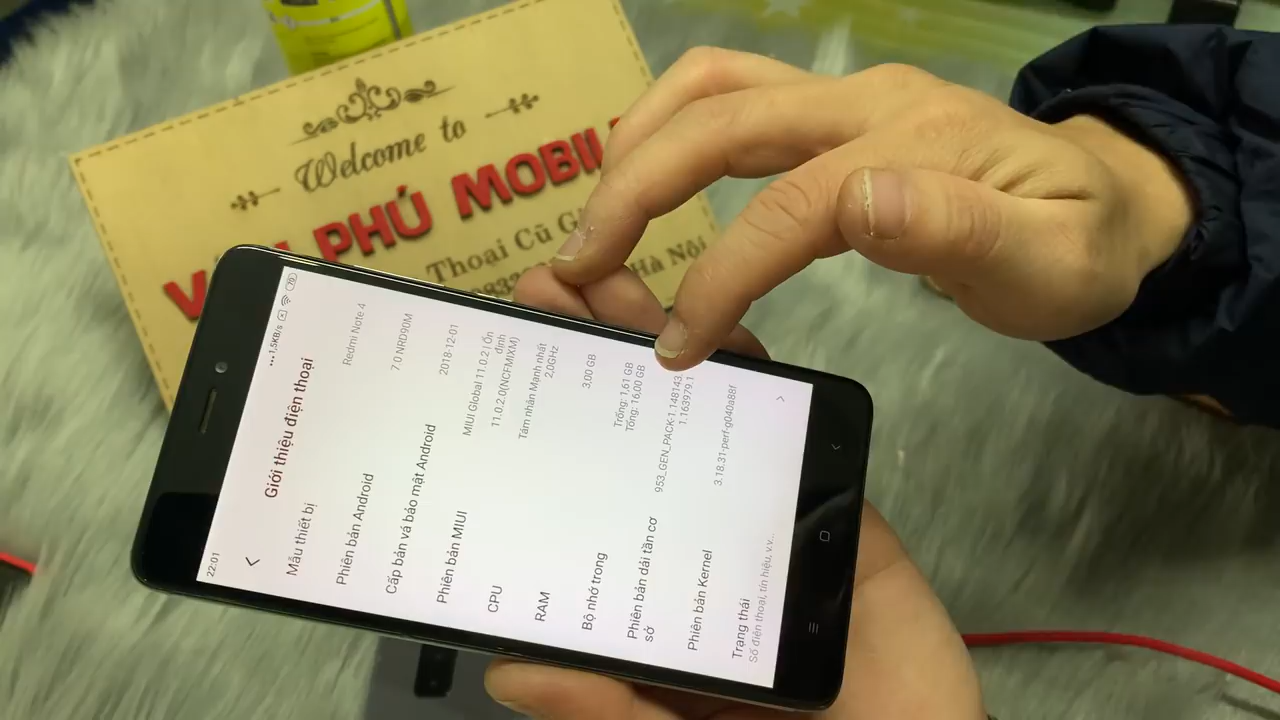 Welcome to
PHÚ MOBIL
Thoại Cũ G
Hà Nội
22:01
1,5KB/s
70
Giới thiệu điện thoại
Mẫu thiết bị
Redmi Note 4
Phiên bản Android
7.0 NRD90M
Cấp bản vá bảo mật Android
2018-12-01
Phiên bản MIUI
MIUI Global 11.0.2 | Ổn
định
11.0.2.0(NCFMIXM)
CPU
Tám nhân Mạnh nhất
2,0GHz
RAM
3,00 GB
Bộ nhớ trong
Trống: 1,61 GB
Tổng: 16,00 GB
Phiên bản dải tần cơ
sở
953_GEN_PACK-1.148143.
1.163979.1
Phiên bản Kernel
3.18.31-perf-g040a88f
Trạng thái
Số điện thoại, tín hiệu, v.v...